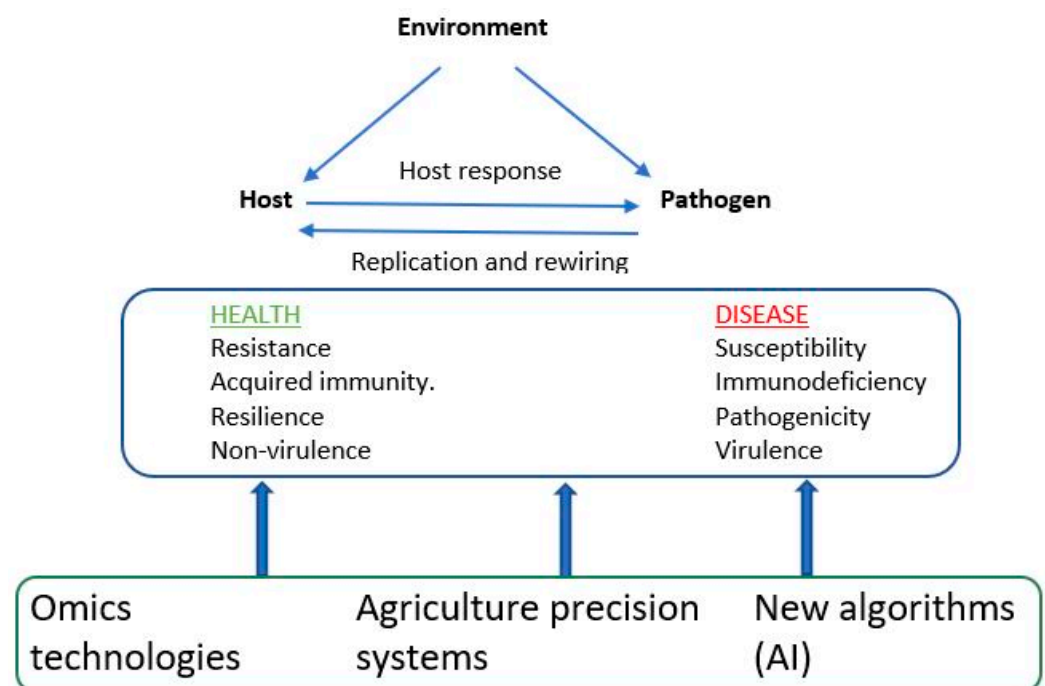 Environment
Host response
Host
Pathogen
Replication and rewiring
HEALTH
Resistance
Acquired immunity.
Resilience
Non-virulence
DISEASE
Susceptibility
Immunodeficiency
Pathogenicity
Virulence
Omics
technologies
Agriculture precision
systems
New algorithms
(AI)